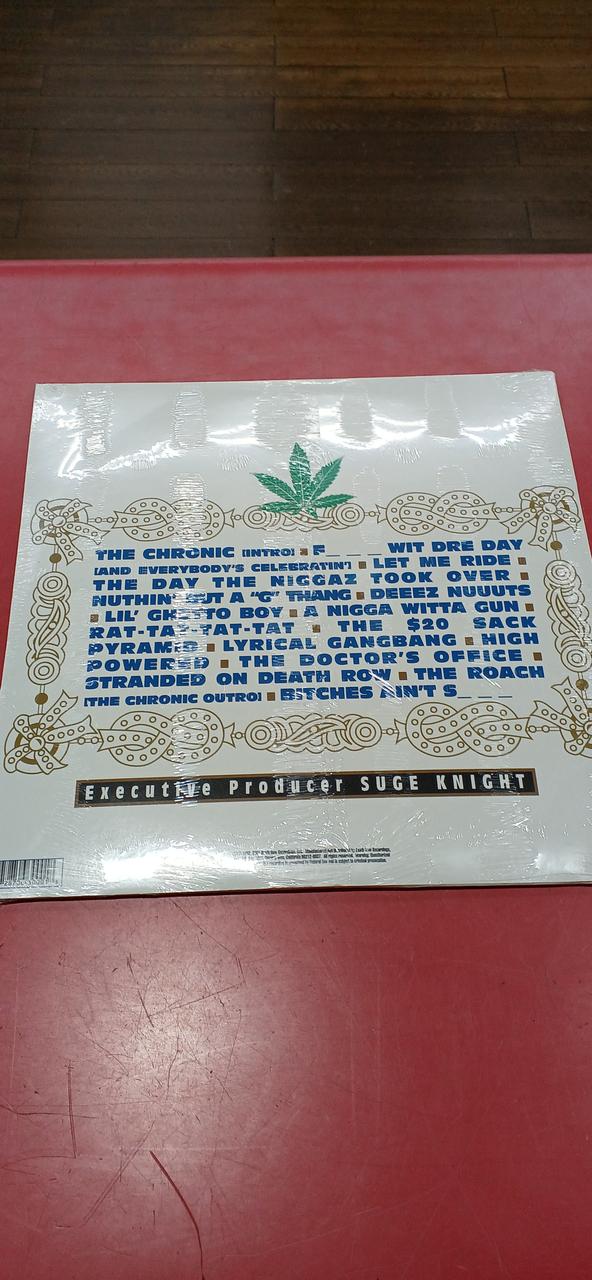 THE CHRONIC (INTRO) ▪ F_ _ _ WIT DRE DAY
(AND EVERYBODY'S CELEBRATIN') ▪ LET ME RIDE ▪
THE DAY THE NIGGAZ TOOK OVER ▪
NUTHIN' BUT A "G" THANG ▪ DEEEZ NUUUTS
▪ LIL' GHETTO BOY ▪ A NIGGA WITTA GUN ▪
RAT-TAT-TAT-TAT ▪ THE $20 SACK
PYRAMID ▪ LYRICAL GANGBANG ▪ HIGH
POWERED ▪ THE DOCTOR'S OFFICE ▪
STRANDED ON DEATH ROW ▪ THE ROACH
(THE CHRONIC OUTRO) ▪ BITCHES AIN'T S_ _ _
Executive Producer SUGE KNIGHT